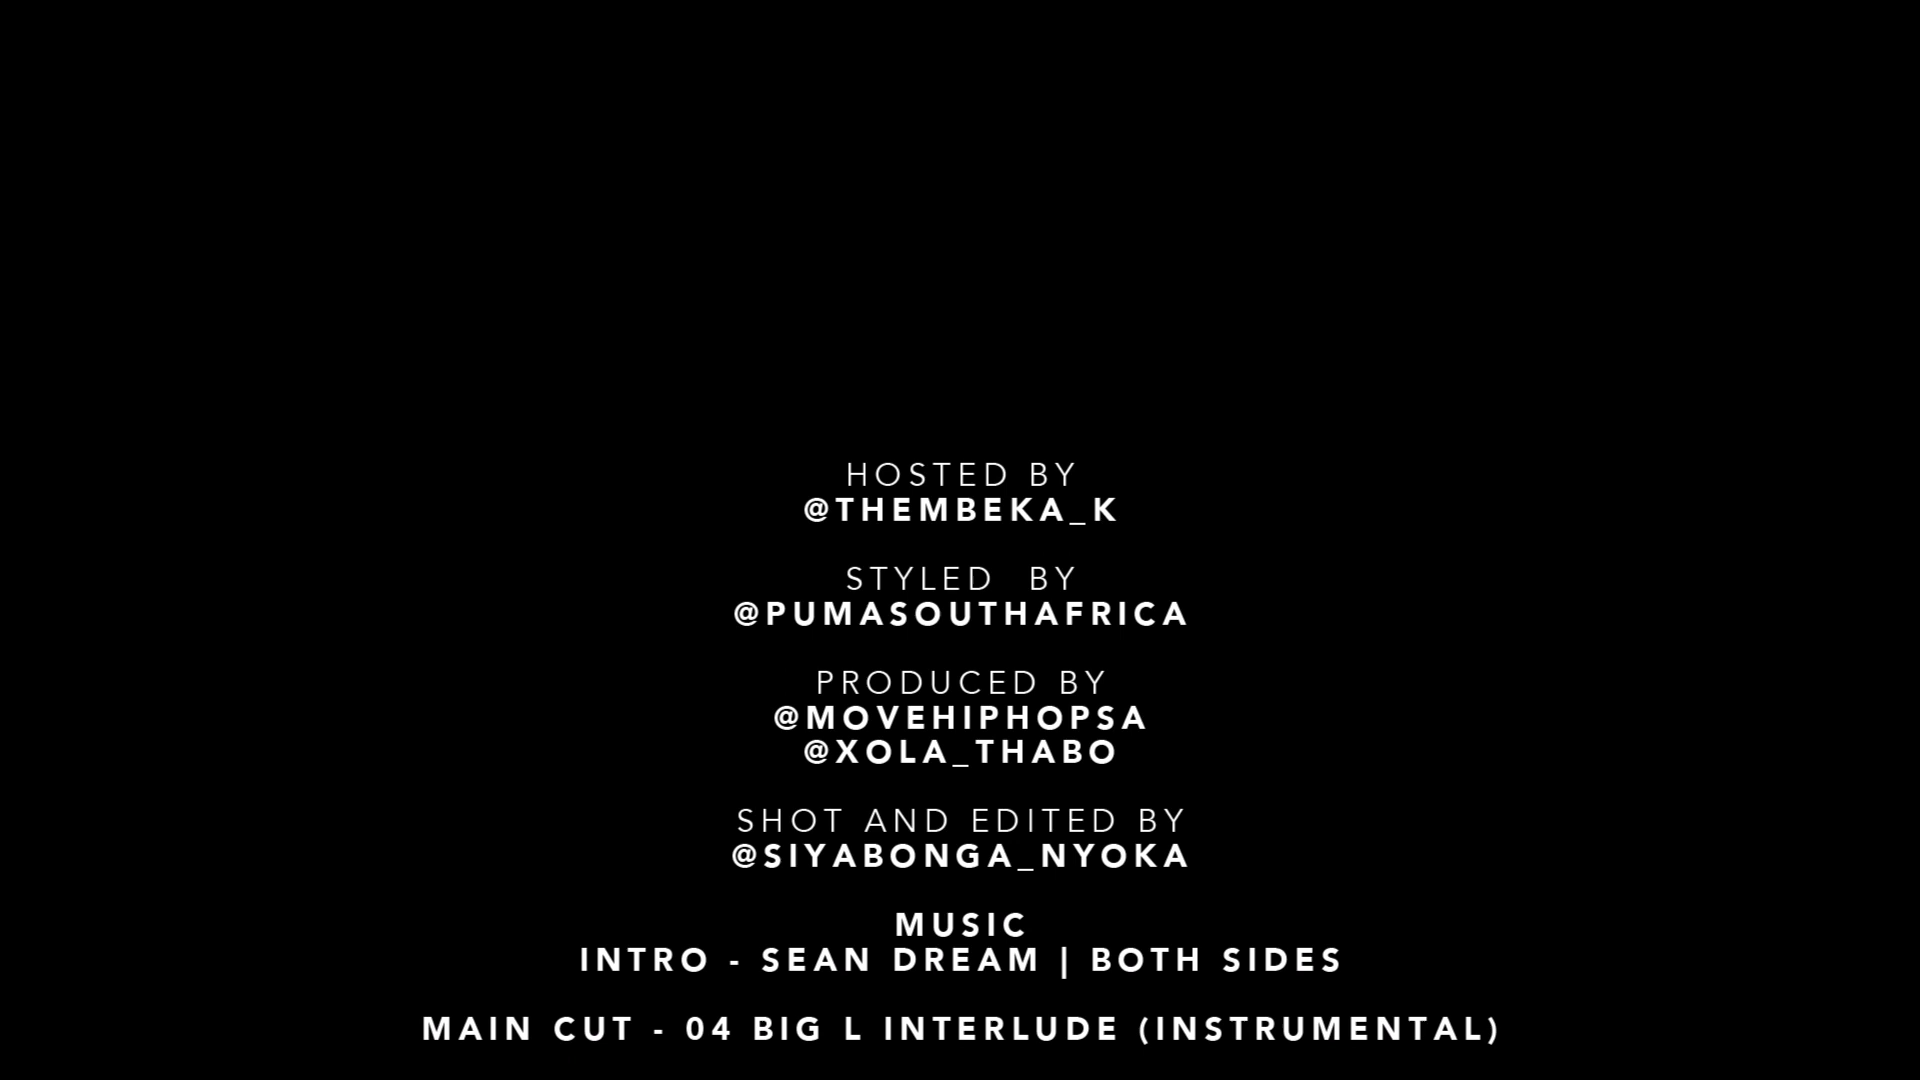 HOSTED BY
@THEMBEKA_K
STYLED BY
@PUMASOUTHAFRICA
PRODUCED BY
@MOVEHIPHOPSA
@XOLA_THABO
SHOT AND EDITED BY
@SIYABONGA_NYOKA
MUSIC
INTRO - SEAN DREAM | BOTH SIDES
MAIN CUT - 04 BIG L INTERLUDE (INSTRUMENTAL)